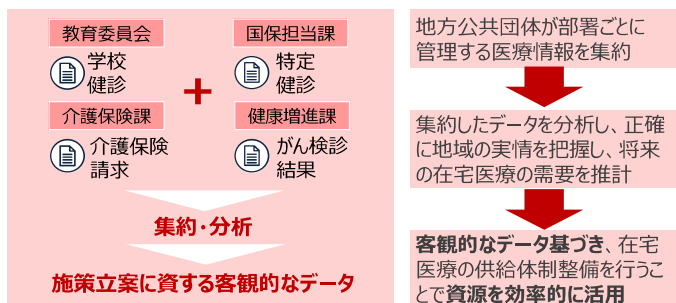 教育委員会
学校
健診
国保担当課
特定
健診
+
介護保険課
介護保険
請求
健康増進課
がん検診
結果
集約・分析
施策立案に資する客観的なデータ
地方公共団体が部署ごとに
管理する医療情報を集約
集約したデータを分析し、正確
に地域の実情を把握し、将来
の在宅医療の需要を推計
客観的なデータ基づき、在宅
医療の供給体制整備を行うこ
とで資源を効率的に活用